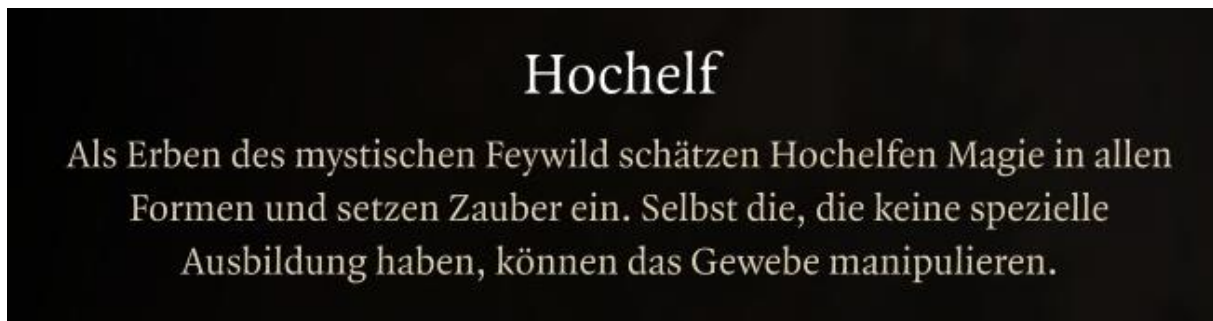 Hochelf
Als Erben des mystischen Feywild schätzen Hochelfen Magie in allen
Formen und setzen Zauber ein. Selbst die, die keine spezielle
Ausbildung haben, können das Gewebe manipulieren.